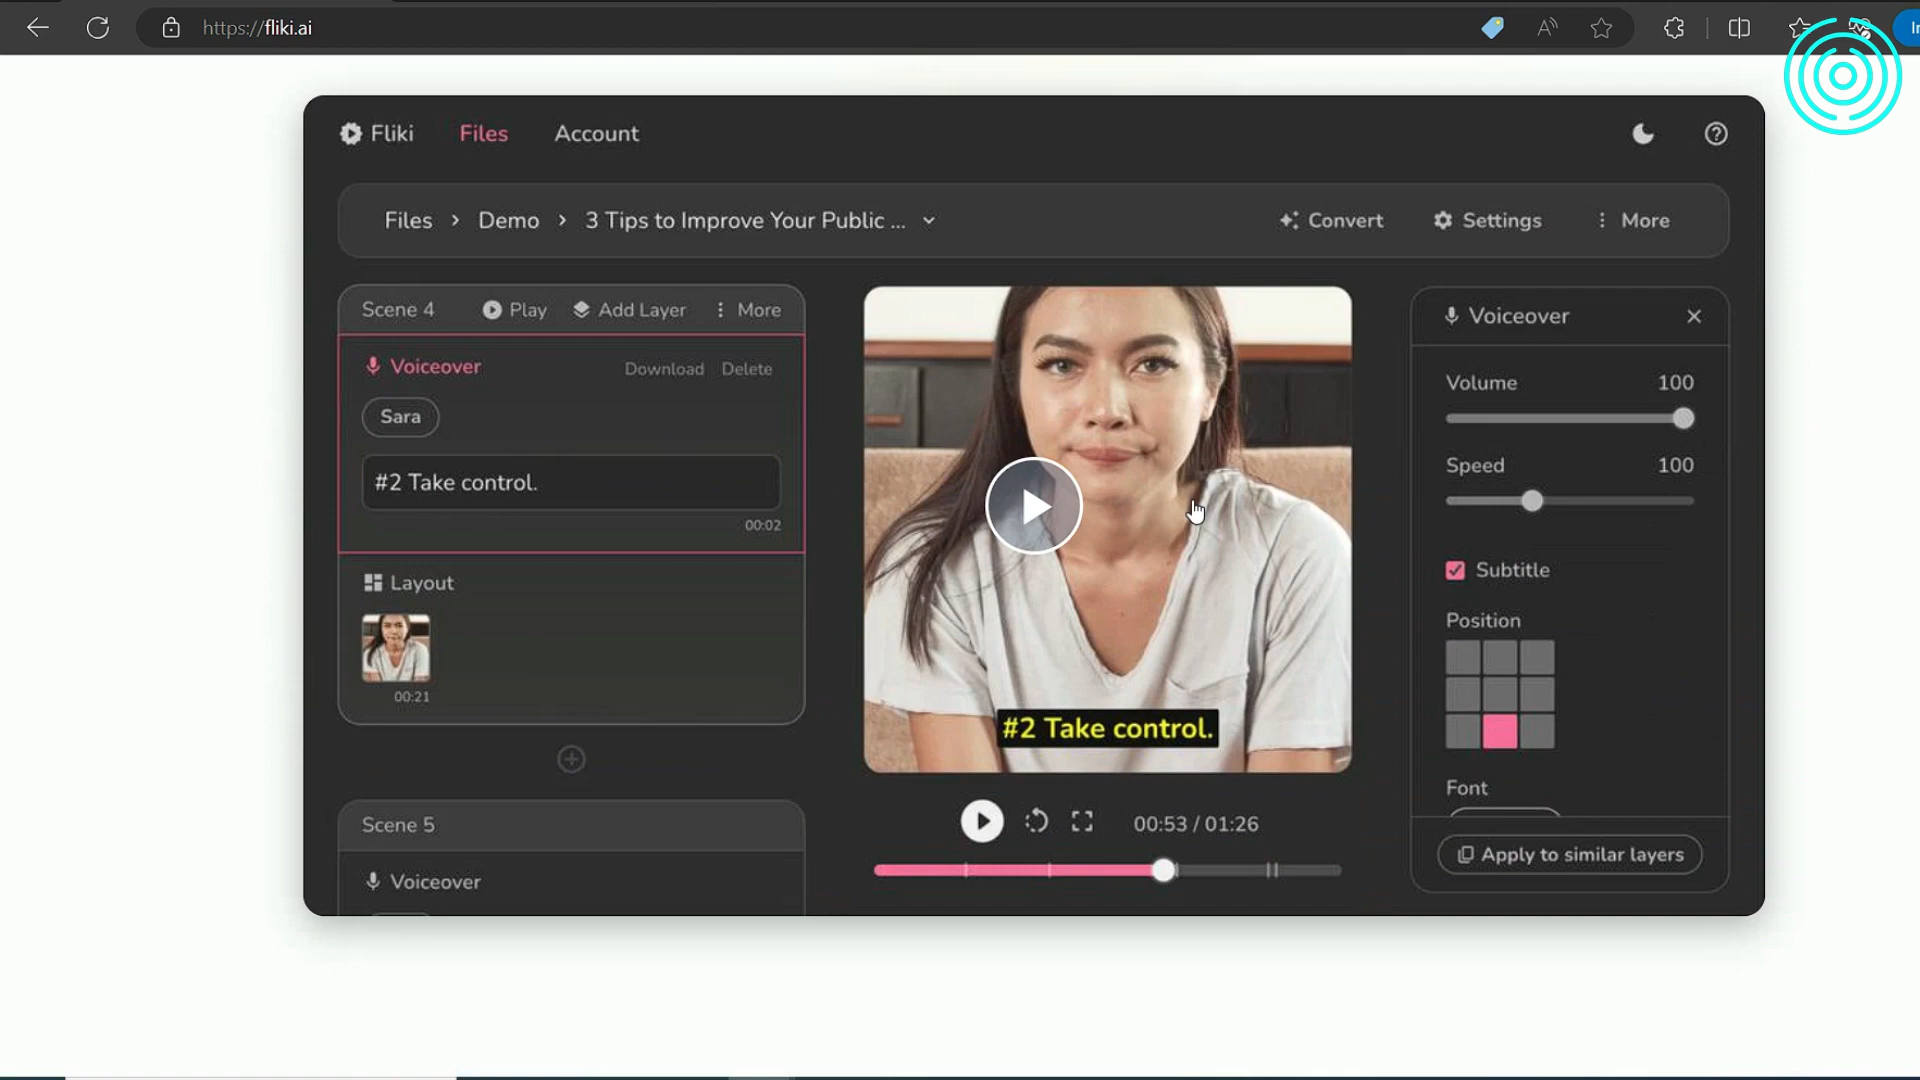 https://fliki.ai
In
Fliki
Files
Account
Files > Demo > 3 Tips to Improve Your Public ...
Convert
Settings
More
Scene 4
Play
Add Layer
More
Voiceover
Download
Delete
Sara
#2 Take control.
00:02
Layout
00:21
Scene 5
Voiceover
#2 Take control.
00:53 / 01:26
Voiceover
Volume
100
Speed
100
Subtitle
Position
Font
Apply to similar layers